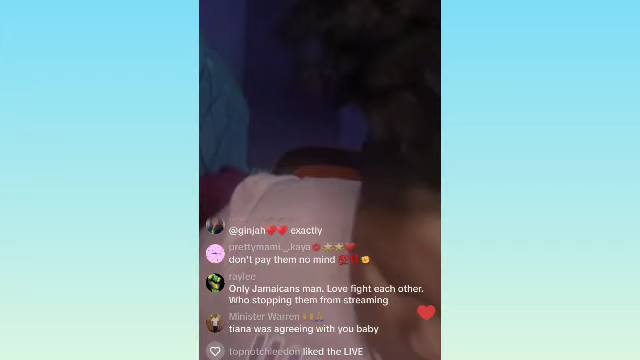 @ginjah❤️❤️ exactly
prettymami._.kaya
don't pay them no mind 💯‼️✊
raylee
Only Jamaicans man. Love fight each other.
Who stopping them from streaming
Minister Warren
tiana was agreeing with you baby
topnotchleedon liked the LIVE